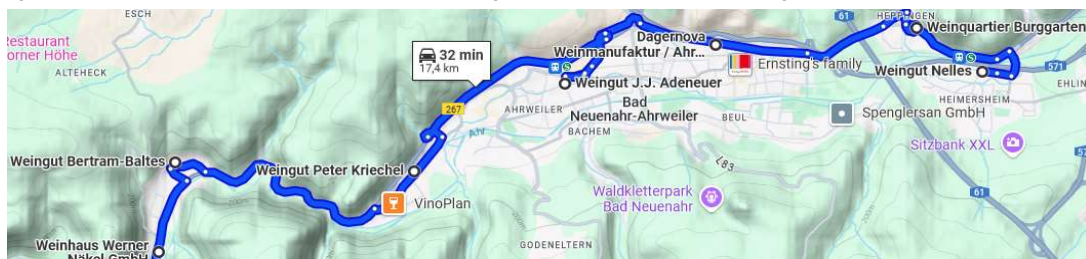 ESCH
61
HEPPINGEN
Weinquartier Burggarten
Restaurant
orner Höhe
Dagernova
Weinmanufaktur / Ahr...
32 min
17,4 km
Ernsting's family
Weingut Nelles
571
EHLIN
ALTEHECK
Weingut J.J. Adeneuer
HEIMERSHEIM
267
AHRWEILER
Bad
Neuenahr-Ahrweiler
BEUL
Spenglersan GmbH
Ahr
BACHEM
Sitzbank XXL
Weingut Bertram-Baltes
Weingut Peter Kriechel
L83
57
61
VinoPlan
Waldkletterpark
Bad Neuenahr
Weinhaus Werner
Näkel GmbH
GODENELTERN